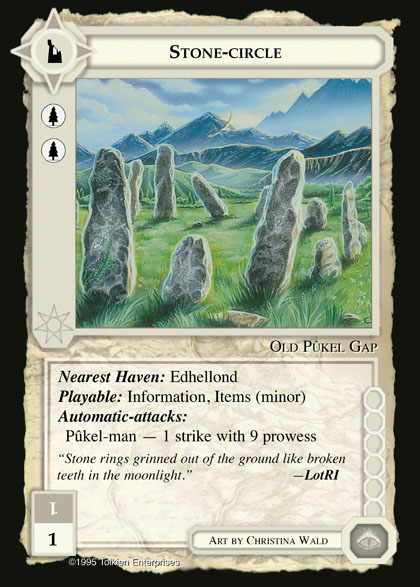 Stone-circle
Old Pûkel Gap
Nearest Haven: Edhellond
Playable: Information, Items (minor)
Automatic-attacks:
Pûkel-man — 1 strike with 9 prowess
“Stone rings grinned out of the ground like broken
teeth in the moonlight.” —LotRI
1
1
Art by Christina Wald
©1995 Tolkien Enterprises